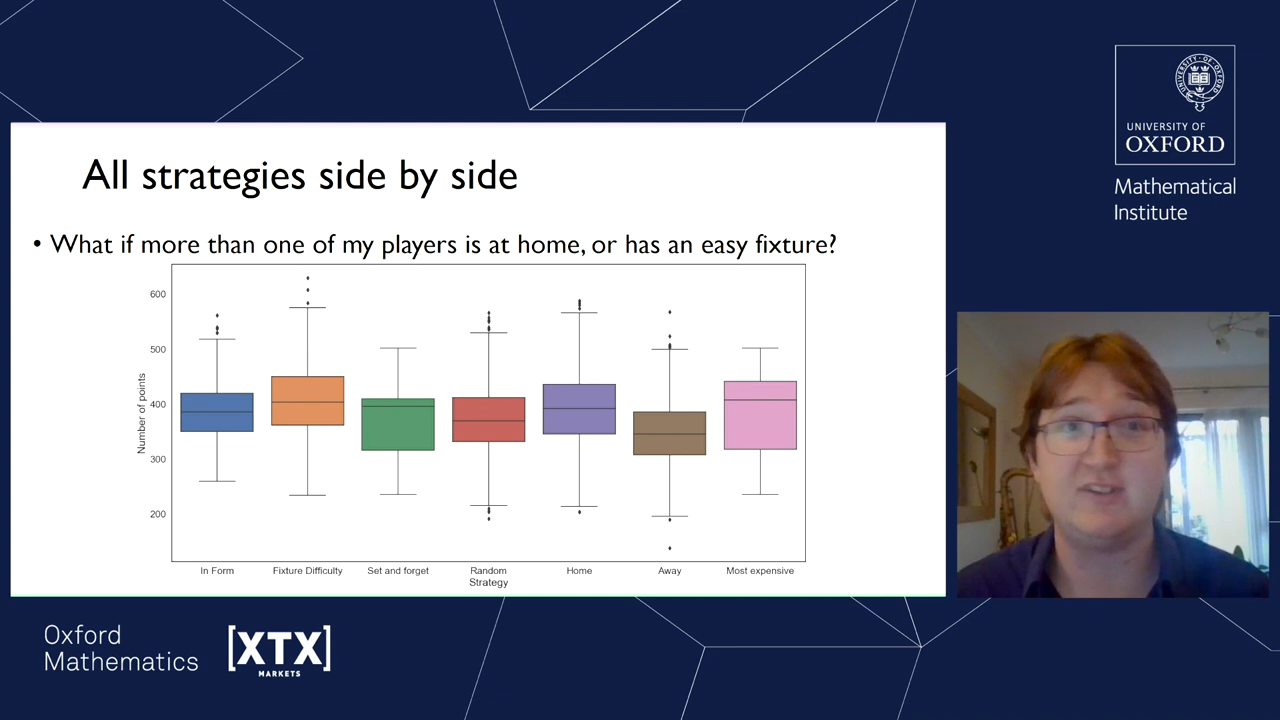 UNIVERSITY OF
OXFORD
Mathematical
Institute
All strategies side by side
• What if more than one of my players is at home, or has an easy fixture?
Number of points
600
500
400
300
200
In Form
Fixture Difficulty
Set and forget
Random
Strategy
Home
Away
Most expensive
Oxford
Mathematics
[XTX]
MARKETS